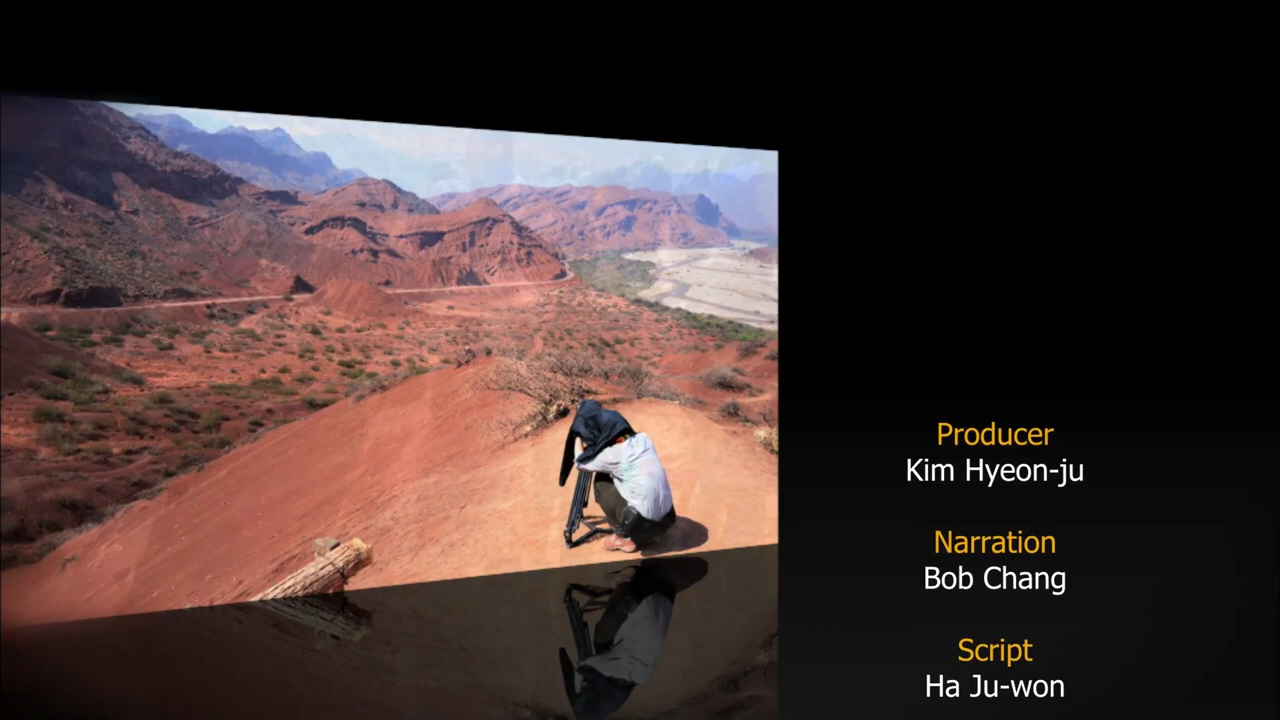 Producer
Kim Hyeon-ju
Narration
Bob Chang
Script
Ha Ju-won